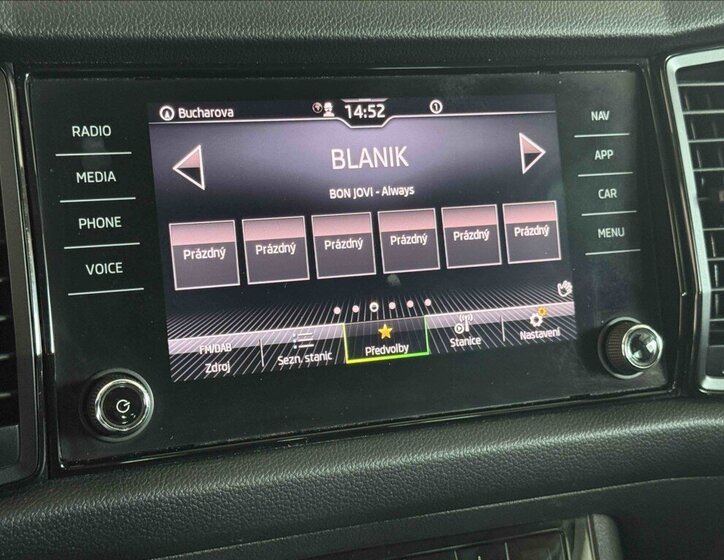 RADIO
MEDIA
PHONE
VOICE
Bucharova
14:52
1
BLANIK
BON JOVI - Always
Prázdný
Prázdný
Prázdný
Prázdný
Prázdný
Prázdný
FM/DAB
Zdroj
Sezn. stanic
Předvolby
Stanice
Nastavení
NAV
APP
CAR
MENU